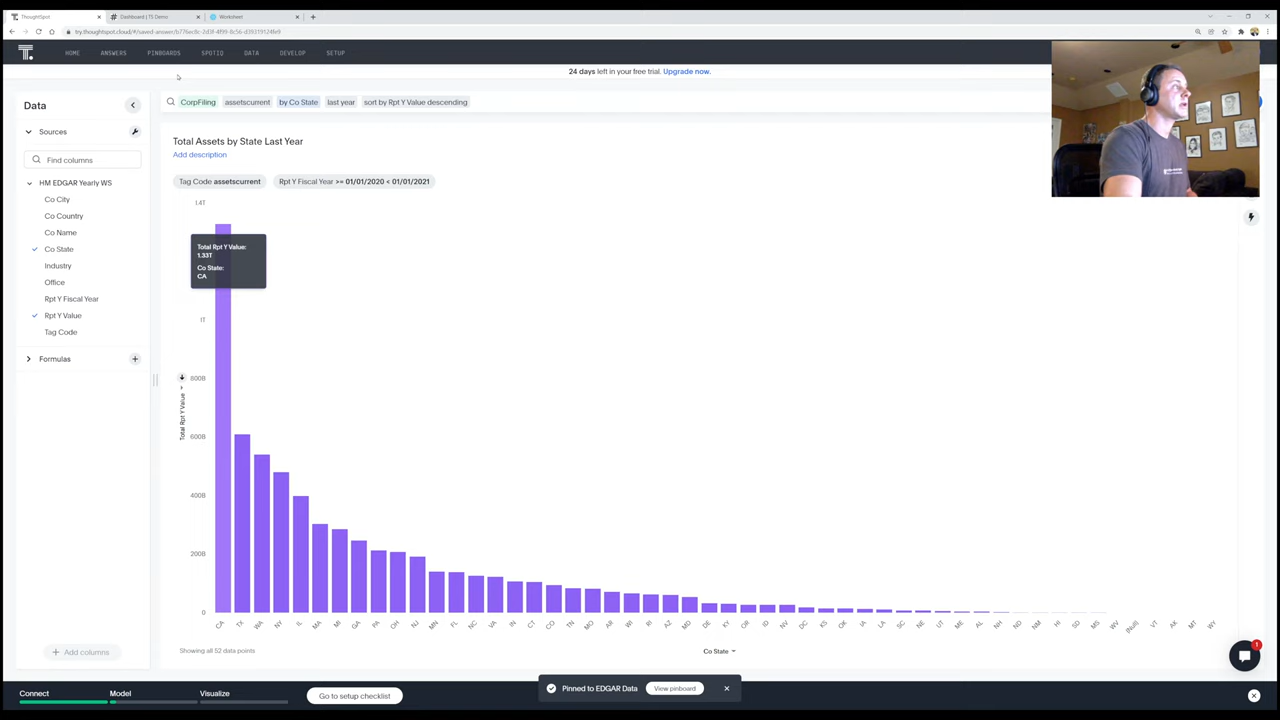 ThoughtSpot
Dashboard | TS Demo
Worksheet
try.thoughtspot.cloud/#/saved-answer/b776ec8c-2d3f-4f99-8c56-d39319124fe9
T.
HOME
ANSWERS
PINBOARDS
SPOTIQ
DATA
DEVELOP
SETUP
24 days left in your free trial. Upgrade now.
Data
Sources
Find columns
HM EDGAR Yearly WS
Co City
Co Country
Co Name
Co State
Industry
Office
Rpt Y Fiscal Year
Rpt Y Value
Tag Code
Formulas
Add columns
CorpFiling assetscurrent by Co State last year sort by Rpt Y Value descending
Total Assets by State Last Year
Add description
Tag Code assetscurrent
Rpt Y Fiscal Year >= 01/01/2020 < 01/01/2021
1.4T
1T
800B
600B
400B
200B
0
Total Rpt Y Value
Total Rpt Y Value:
1.33T
Co State:
CA
CA
WA
NY
IL
MA
MI
GA
PA
OH
NJ
MN
FL
NC
VA
IN
CT
CO
TN
MO
AR
WI
RI
AZ
MD
DE
KY
OR
ID
NV
DC
KS
OK
IA
LA
SC
NE
UT
ME
AL
NH
ND
NM
HI
SD
MS
WV
{Null}
VT
AK
MT
WY
Showing all 52 data points
Co State
Connect
Model
Visualize
Go to setup checklist
Pinned to EDGAR Data
View pinboard
1